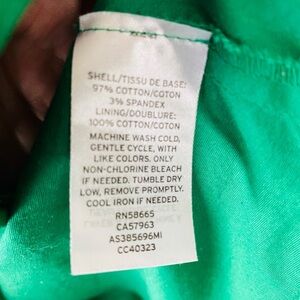 SHELL/TISSU DE BASE:
97% COTTON/COTON
3% SPANDEX
LINING/DOUBLURE:
100% COTTON/COTON
MACHINE WASH COLD,
GENTLE CYCLE, WITH
LIKE COLORS. ONLY
NON-CHLORINE BLEACH
IF NEEDED. TUMBLE DRY
LOW, REMOVE PROMPTLY.
COOL IRON IF NEEDED.
RN58665
CA57963
AS385696MI
CC40323